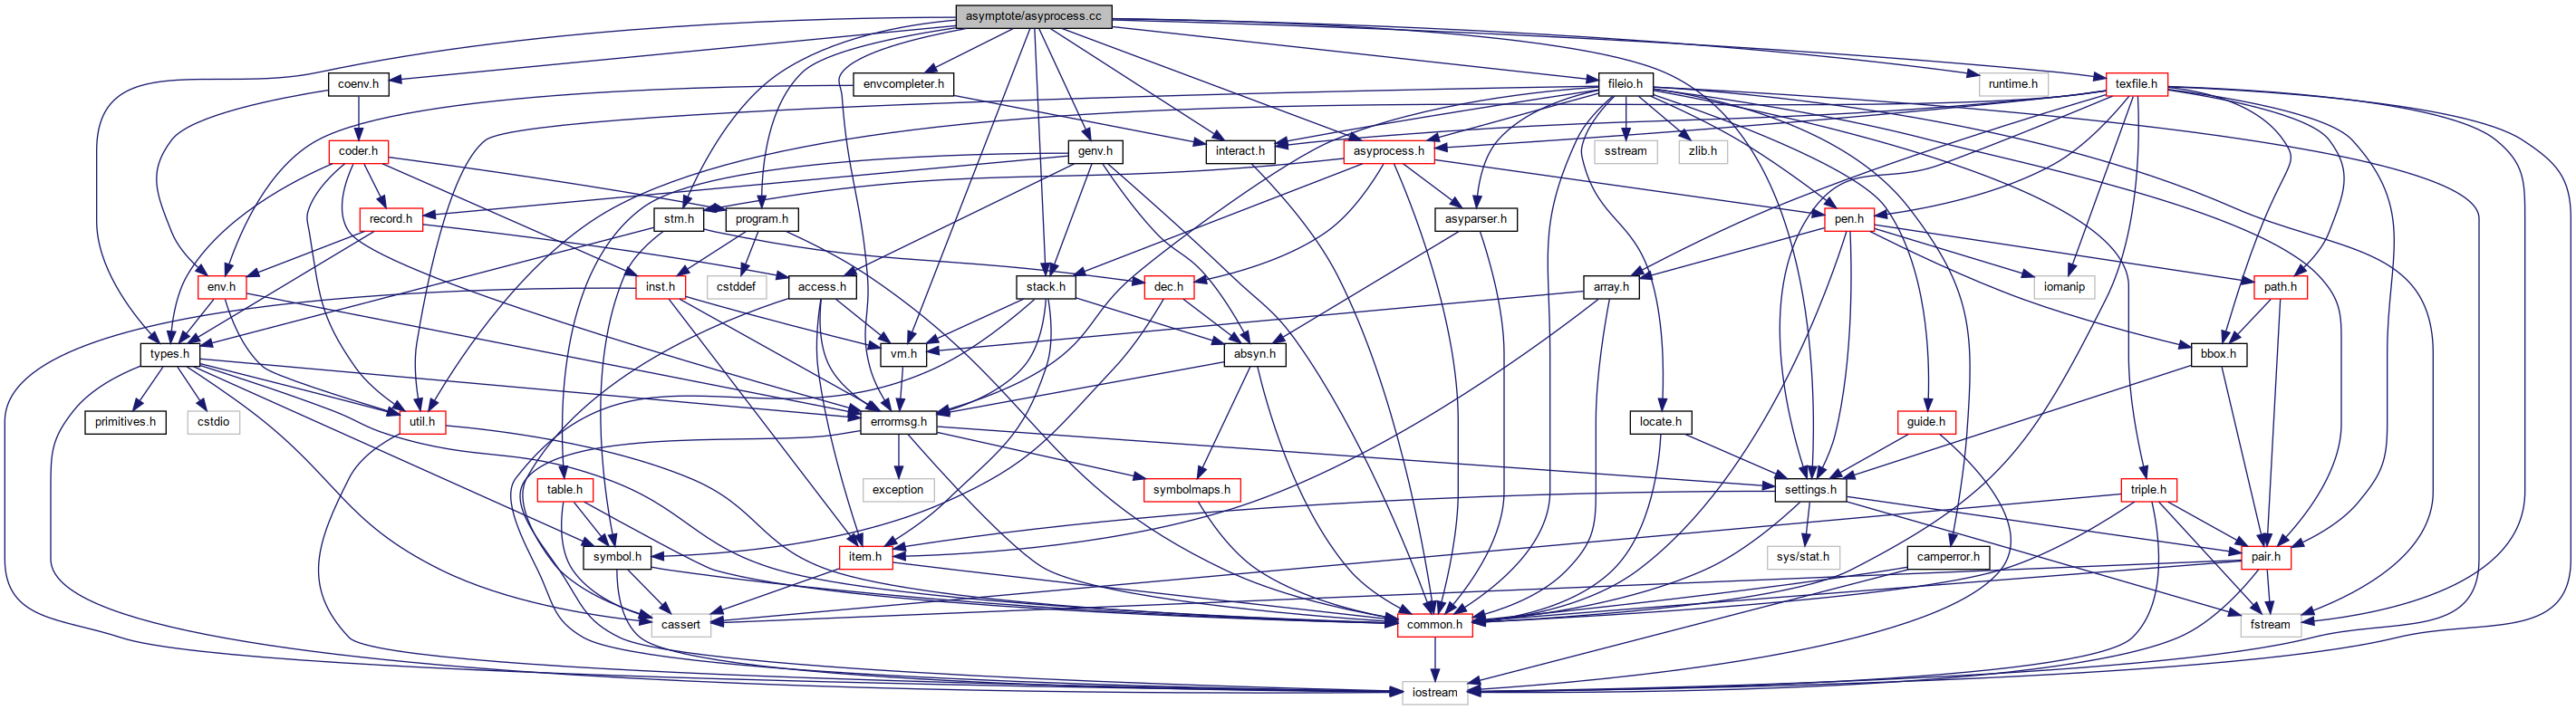 asymptote/asyprocess.cc
coenv.h
envcompleter.h
fileio.h
runtime.h
texfile.h
coder.h
genv.h
interact.h
asyprocess.h
sstream
zlib.h
record.h
stm.h
program.h
asyparser.h
pen.h
env.h
inst.h
cstddef
access.h
stack.h
dec.h
array.h
iomanip
path.h
types.h
vm.h
absyn.h
bbox.h
primitives.h
cstdio
util.h
errormsg.h
locate.h
guide.h
table.h
exception
symbolmaps.h
settings.h
triple.h
symbol.h
item.h
sys/stat.h
camperror.h
pair.h
cassert
common.h
fstream
iostream